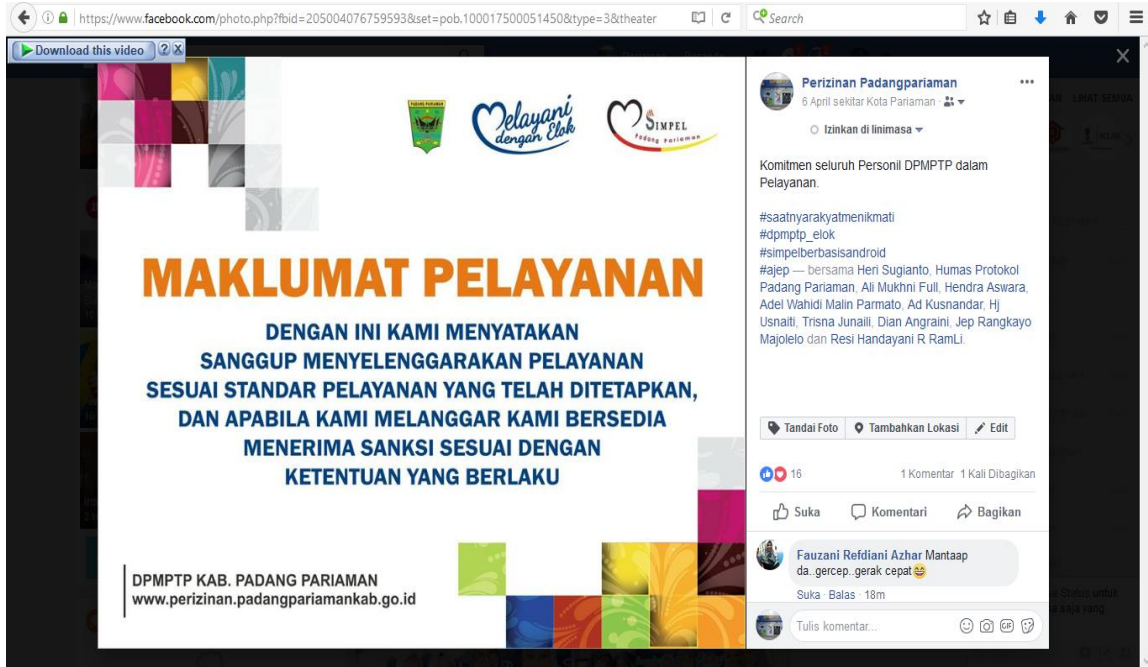 https://www.facebook.com/photo.php?fbid=205004076759593&set=pob.100017500051450&type=3&theater
Search
Download this video
PADANG PARIAMAN
Melayani
dengan Elok
SIMPEL
Padang Pariaman
MAKLUMAT PELAYANAN
DENGAN INI KAMI MENYATAKAN
SANGGUP MENYELENGGARAKAN PELAYANAN
SESUAI STANDAR PELAYANAN YANG TELAH DITETAPKAN,
DAN APABILA KAMI MELANGGAR KAMI BERSEDIA
MENERIMA SANKSI SESUAI DENGAN
KETENTUAN YANG BERLAKU
DPMPTP KAB. PADANG PARIAMAN
www.perizinan.padangpariamankab.go.id
Perizinan Padangpariaman
6 April sekitar Kota Pariaman ·
Izinkan di linimasa
Komitmen seluruh Personil DPMPTP dalam
Pelayanan.
#saatnyarakyatmenikmati
#dpmptp_elok
#simpelberbasisandroid
#ajep — bersama Heri Sugianto, Humas Protokol
Padang Pariaman, Ali Mukhni Full, Hendra Aswara,
Adel Wahidi Malin Parmato, Ad Kusnandar, Hj
Usnaiti, Trisna Junaili, Dian Angraini, Jep Rangkayo
Majolelo dan Resi Handayani R RamLi.
Tandai Foto Tambahkan Lokasi Edit
16 1 Komentar 1 Kali Dibagikan
Suka Komentari Bagikan
Fauzani Refdiani Azhar Mantaap
da..gercep..gerak cepat😄
Suka · Balas · 18m
Tulis komentar...
GIF
LIHAT SEMUA